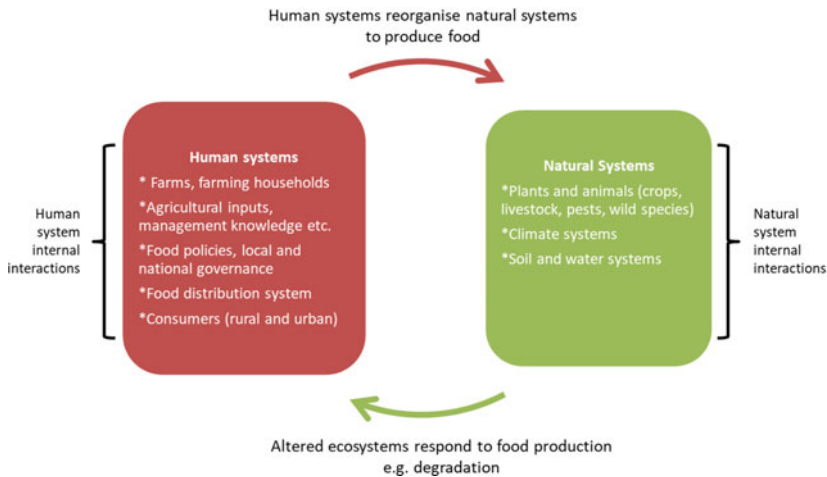 Human systems reorganise natural systems
to produce food
Human systems
* Farms, farming households
*Agricultural inputs,
management knowledge etc.
*Food policies, local and
national governance
*Food distribution system
*Consumers (rural and urban)
Human
system
internal
interactions
Natural Systems
*Plants and animals (crops,
livestock, pests, wild species)
*Climate systems
*Soil and water systems
Natural
system
internal
interactions
Altered ecosystems respond to food production
e.g. degradation